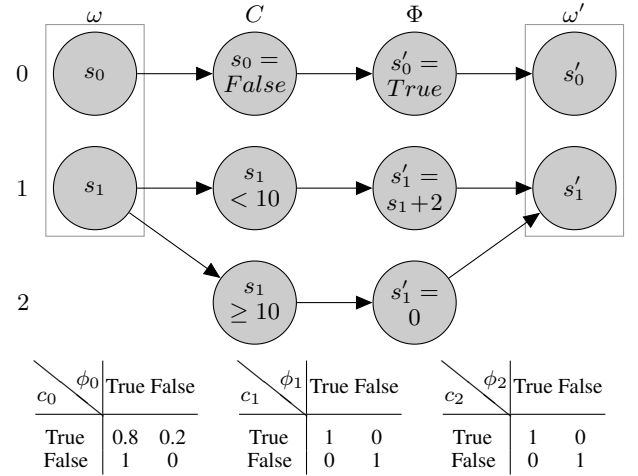 ω C Φ ω′
0 s₀ s₀ = False s′₀ = True s′₀
1 s₁ s₁ < 10 s′₁ = s₁+2 s′₁
2 s₁ ≥ 10 s′₁ = 0
c₀ ϕ₀ True False
True 0.8 0.2
False 1 0
c₁ ϕ₁ True False
True 1 0
False 0 1
c₂ ϕ₂ True False
True 1 0
False 0 1